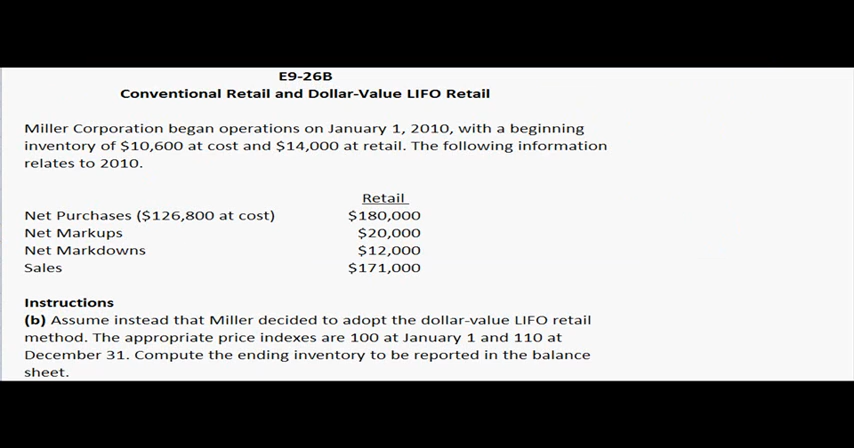 E9-26B
Conventional Retail and Dollar-Value LIFO Retail
Miller Corporation began operations on January 1, 2010, with a beginning
inventory of $10,600 at cost and $14,000 at retail. The following information
relates to 2010.
Retail
Net Purchases ($126,800 at cost) $180,000
Net Markups $20,000
Net Markdowns $12,000
Sales $171,000
Instructions
(b) Assume instead that Miller decided to adopt the dollar-value LIFO retail
method. The appropriate price indexes are 100 at January 1 and 110 at
December 31. Compute the ending inventory to be reported in the balance
sheet.